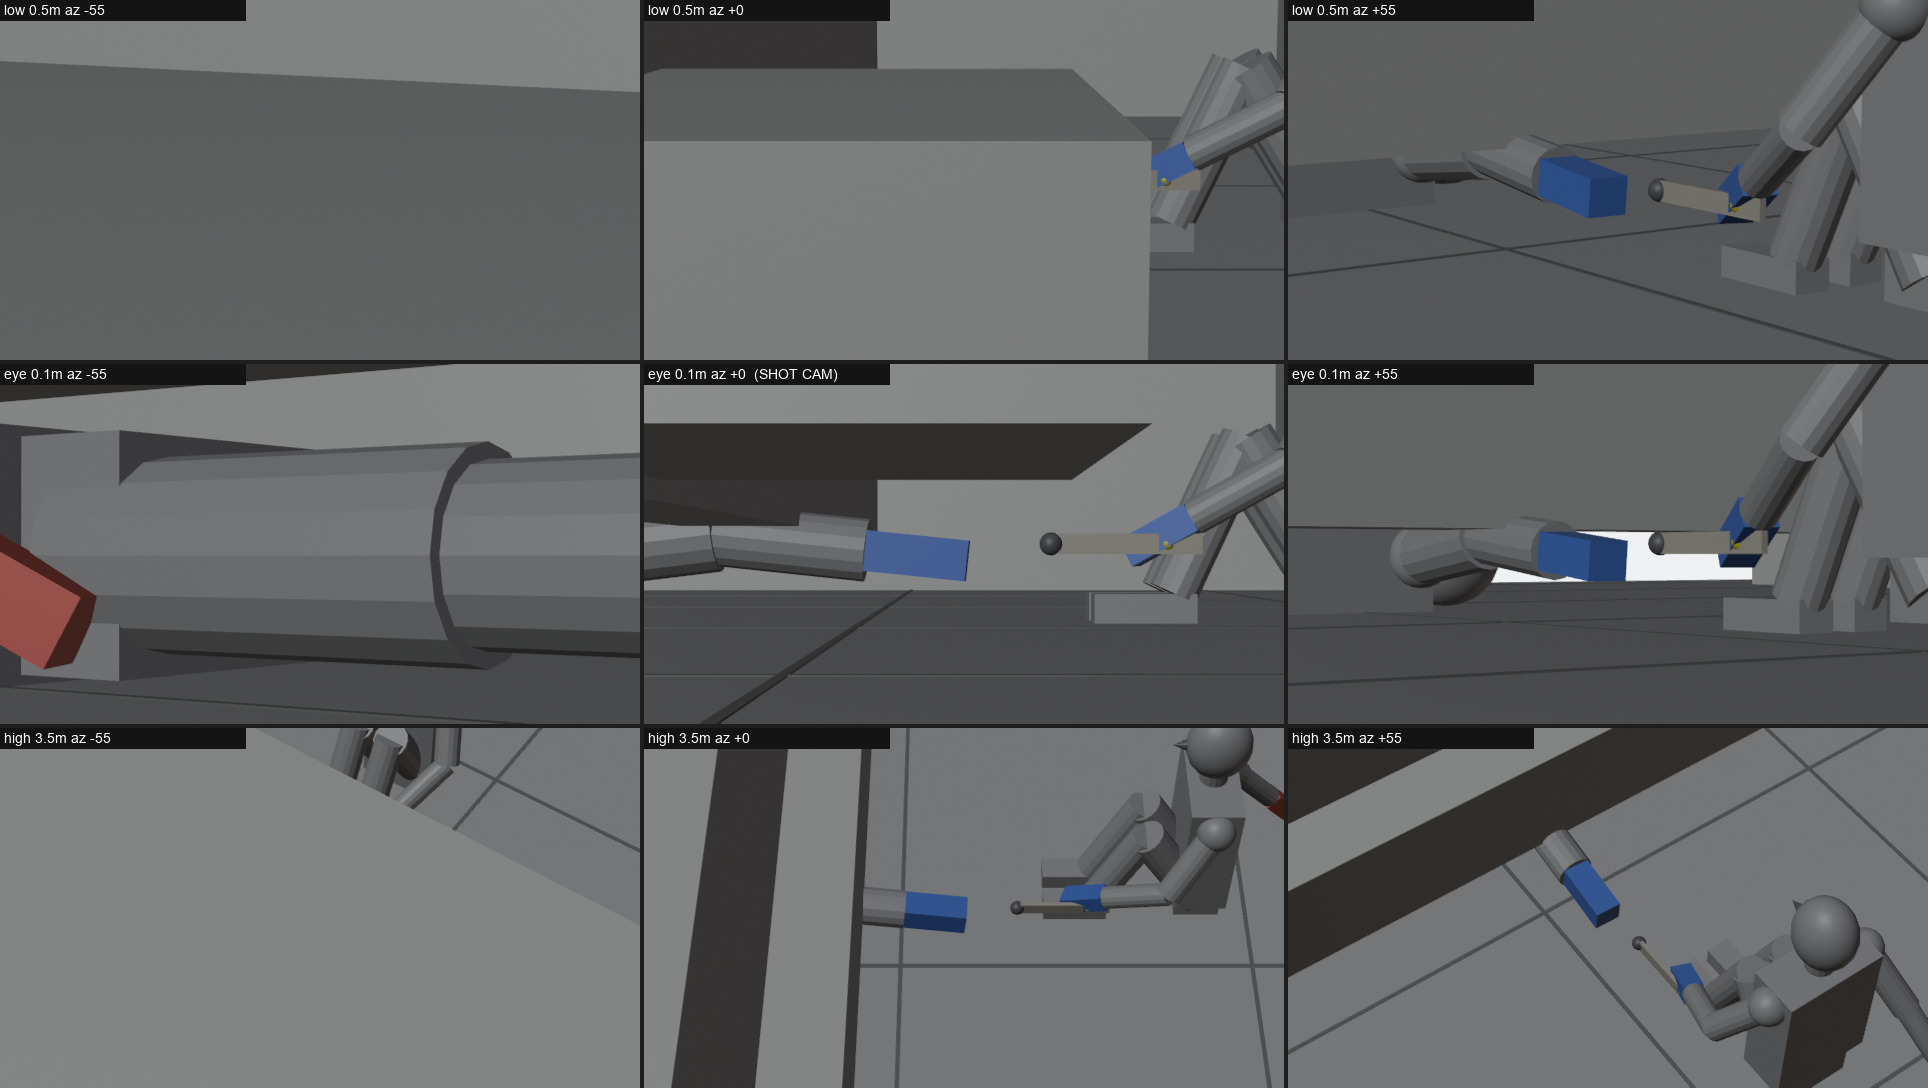 low 0.5m az -55
low 0.5m az +0
low 0.5m az +55
eye 0.1m az -55
eye 0.1m az +0 (SHOT CAM)
eye 0.1m az +55
high 3.5m az -55
high 3.5m az +0
high 3.5m az +55